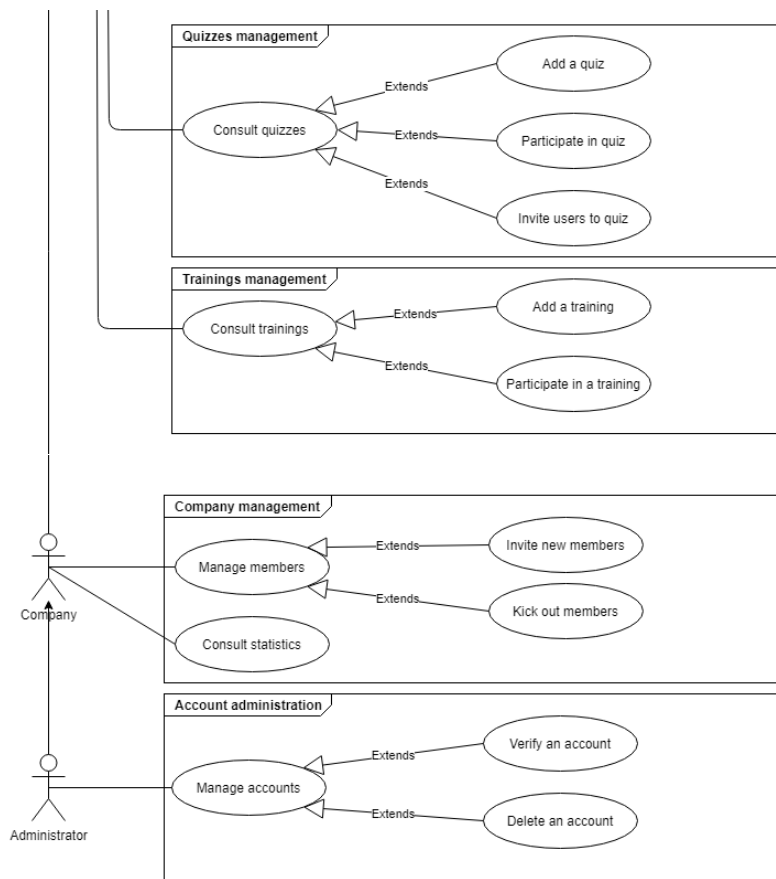 Quizzes management
Add a quiz
Extends
Consult quizzes
Extends
Participate in quiz
Extends
Invite users to quiz
Trainings management
Add a training
Extends
Consult trainings
Extends
Participate in a training
Company management
Invite new members
Extends
Manage members
Extends
Kick out members
Company
Consult statistics
Account administration
Verify an account
Extends
Manage accounts
Extends
Delete an account
Administrator